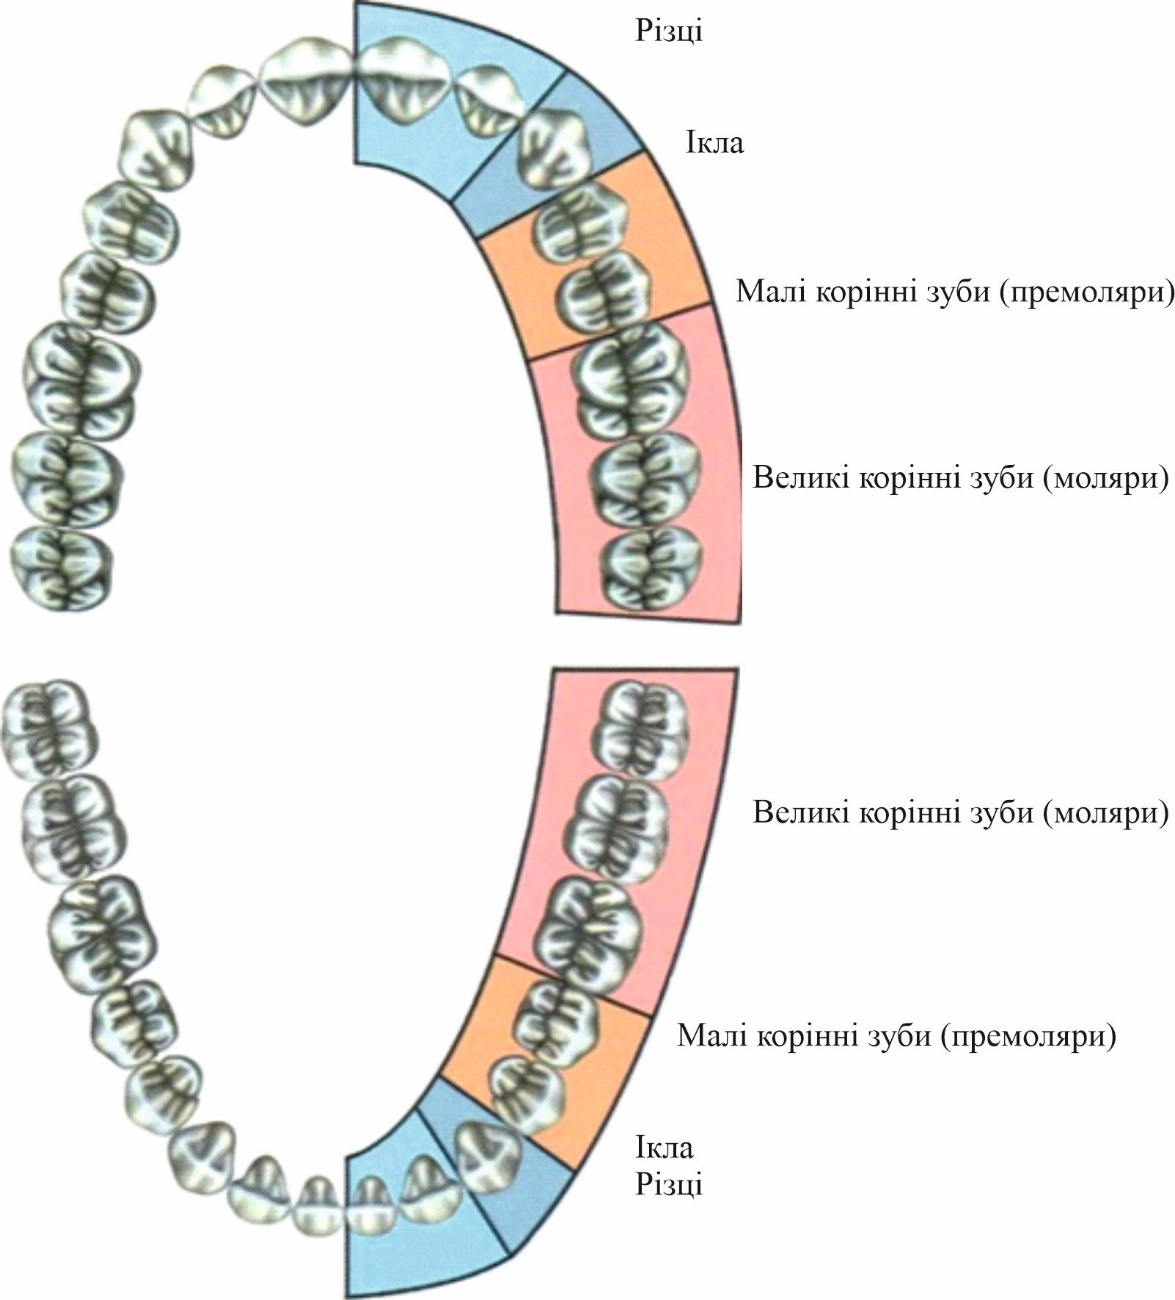 Різці
Ікла
Малі корінні зуби (премоляри)
Великі корінні зуби (моляри)
Великі корінні зуби (моляри)
Малі корінні зуби (премоляри)
Ікла
Різці